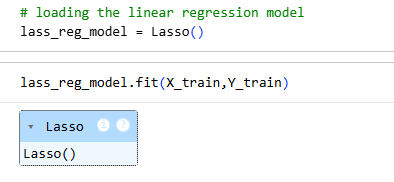 # loading the linear regression model
lass_reg_model = Lasso()
lass_reg_model.fit(X_train,Y_train)
▾ Lasso i ?
Lasso()